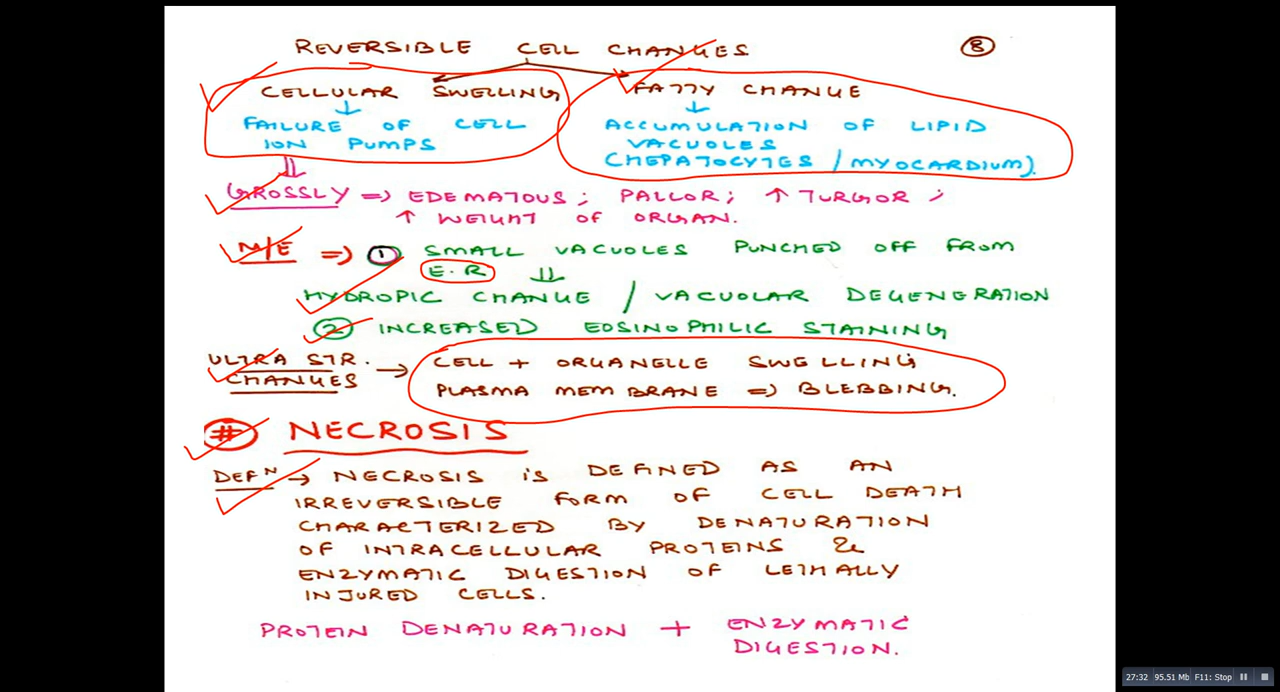 REVERSIBLE CELL CHANGES 8
CELLULAR SWELLING
FAILURE OF CELL
ION PUMPS
FATTY CHANGE
ACCUMULATION OF LIPID
VACUOLES
(HEPATOCYTES / MYOCARDIUM).
GROSSLY => EDEMATOUS; PALLOR; ↑ TURGOR;
↑ WEIGHT OF ORGAN.
M/E => 1 SMALL VACUOLES PUNCHED OFF FROM
E.R
HYDROPIC CHANGE / VACUOLAR DEGENERATION
2 INCREASED EOSINOPHILIC STAINING
ULTRA STR. → CELL + ORGANELLE SWELLING
CHANGES PLASMA MEMBRANE => BLEBBING.
# NECROSIS
DEFN → NECROSIS IS DEFINED AS AN
IRREVERSIBLE FORM OF CELL DEATH
CHARACTERIZED BY DENATURATION
OF INTRACELLULAR PROTEINS &
ENZYMATIC DIGESTION OF LETHALLY
INJURED CELLS.
PROTEIN DENATURATION + ENZYMATIC
DIGESTION.
27:32 95.51 Mb F11: Stop